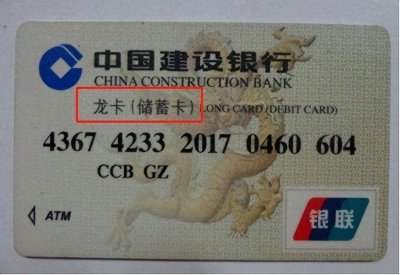 中国建设银行
CHINA CONSTRUCTION BANK
龙卡(储蓄卡) LONG CARD (DEBIT CARD)
4367 4233 2017 0460 604
CCB GZ
ATM
银联